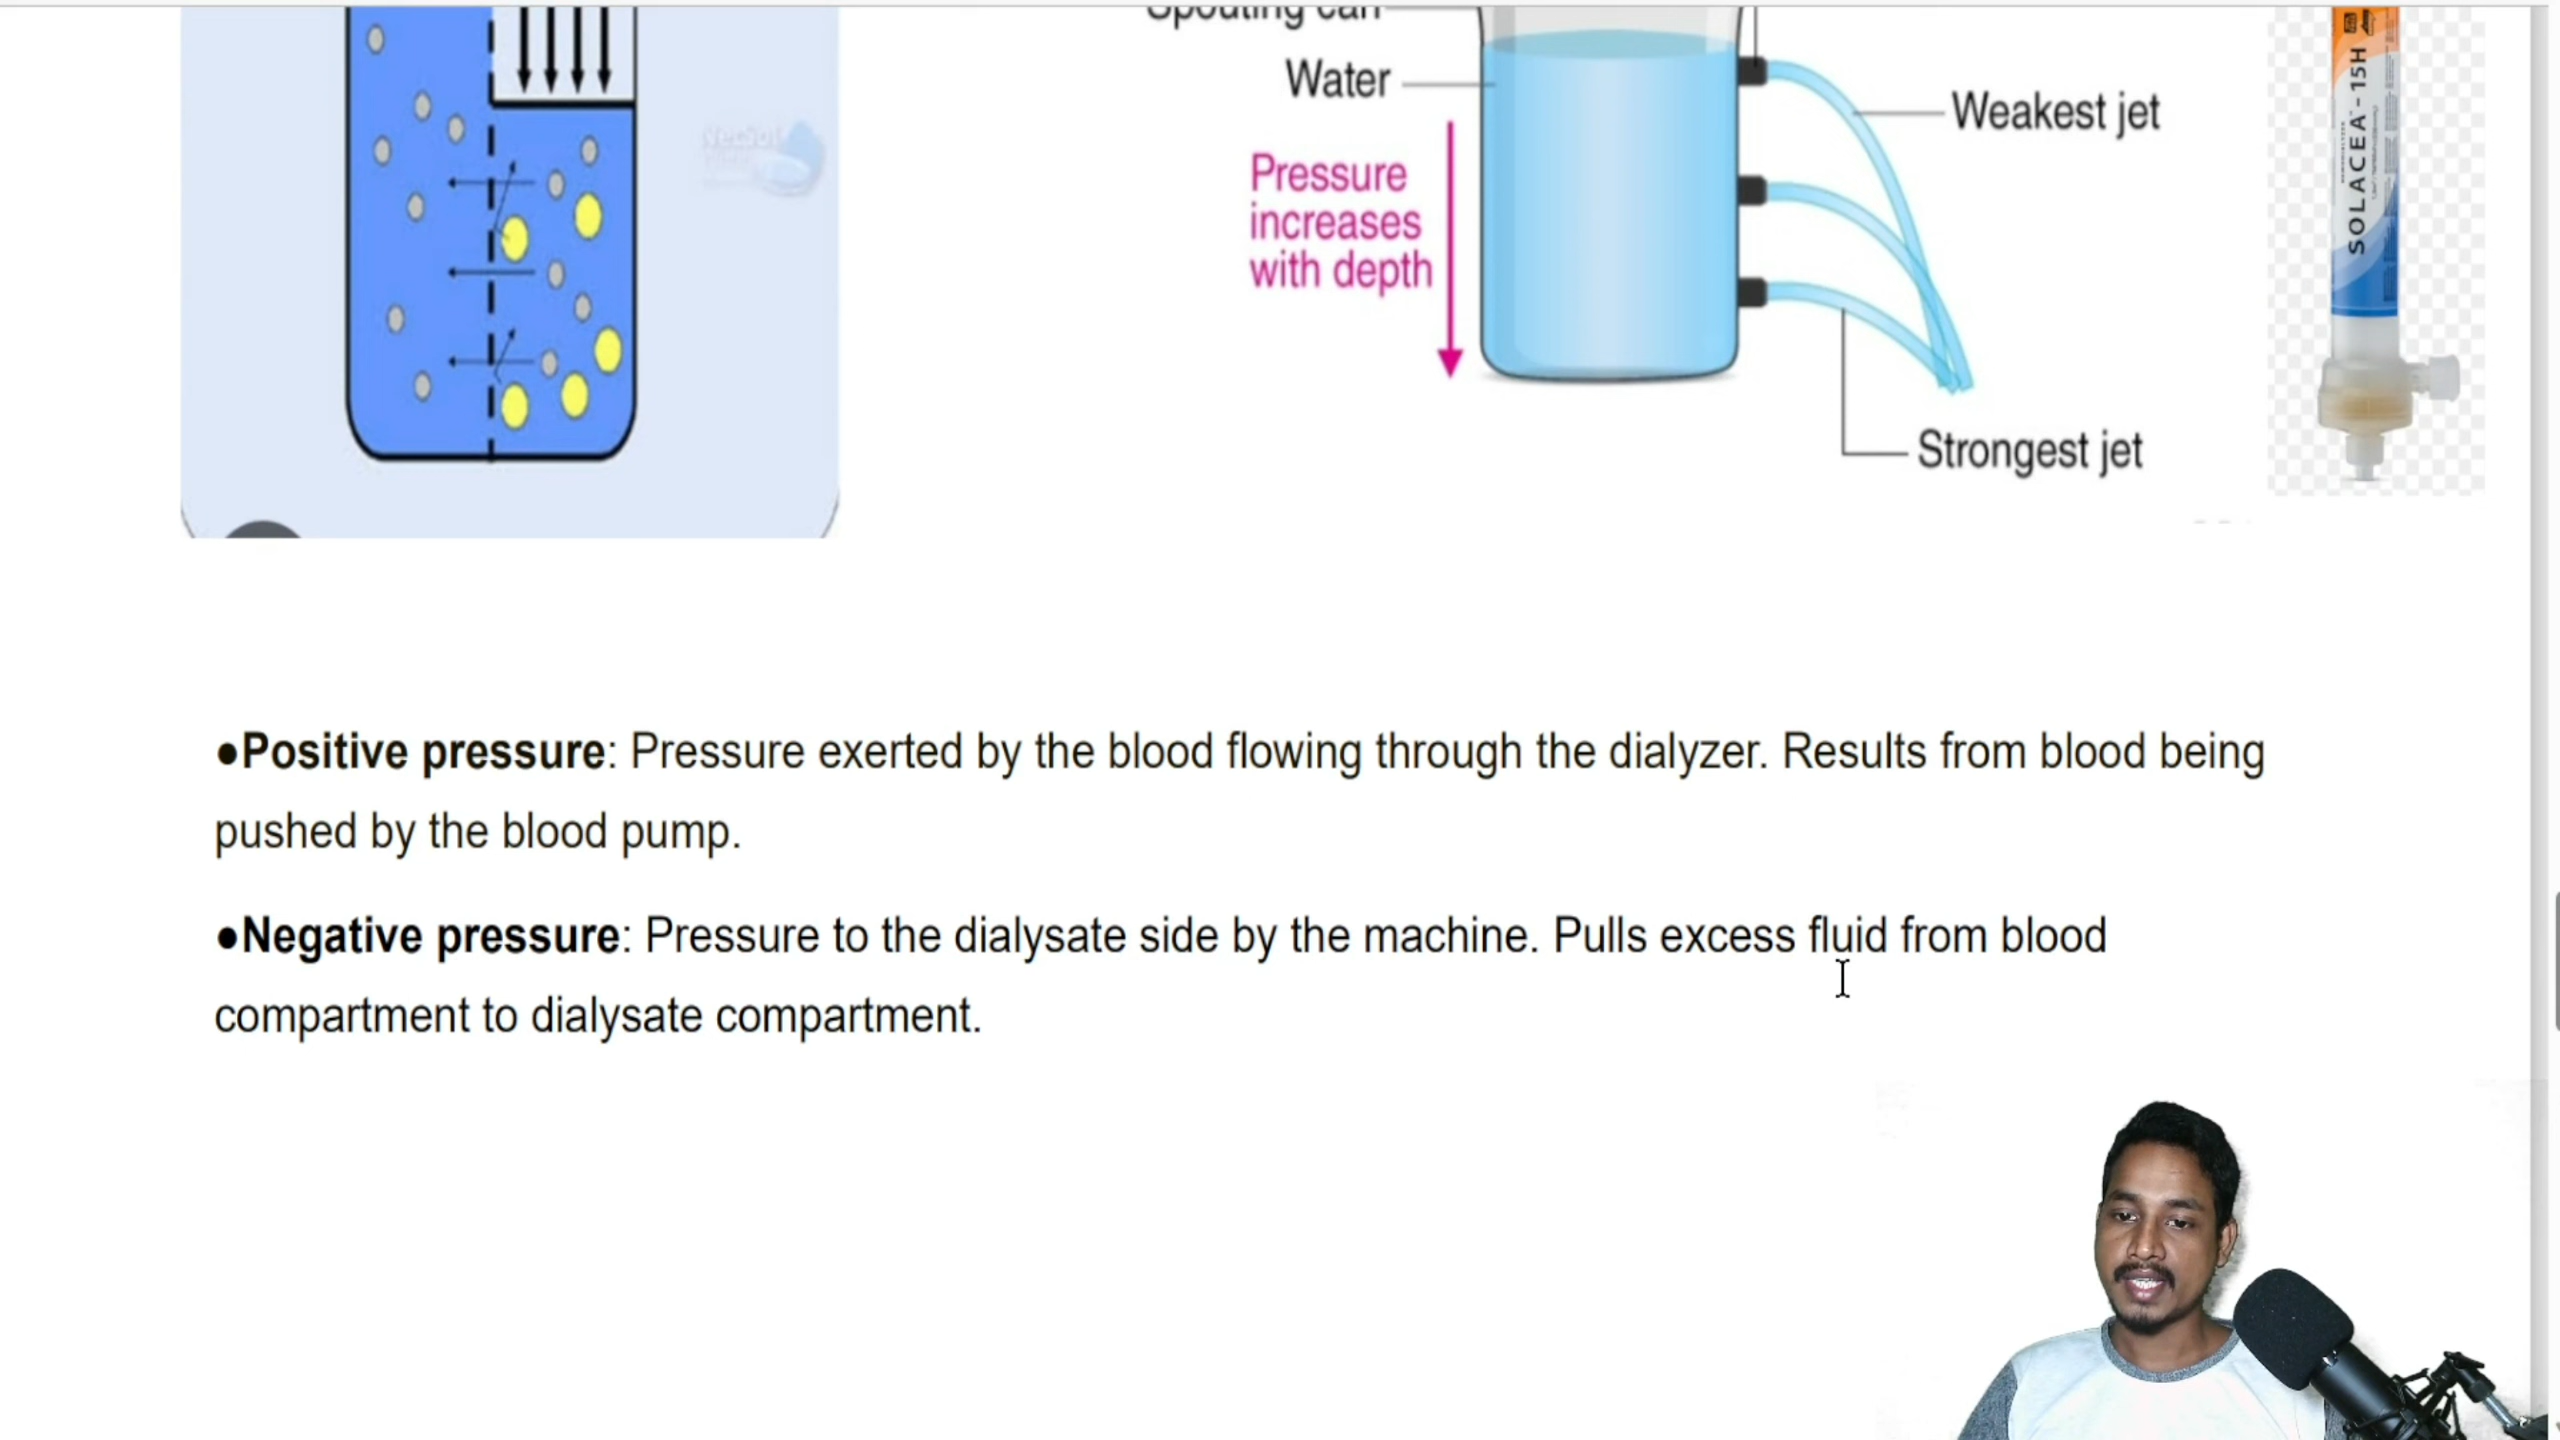 Spouting can
Water
Pressure
increases
with depth
Weakest jet
Strongest jet
SOLACEA - 15H
●Positive pressure: Pressure exerted by the blood flowing through the dialyzer. Results from blood being
pushed by the blood pump.
●Negative pressure: Pressure to the dialysate side by the machine. Pulls excess fluid from blood
compartment to dialysate compartment.